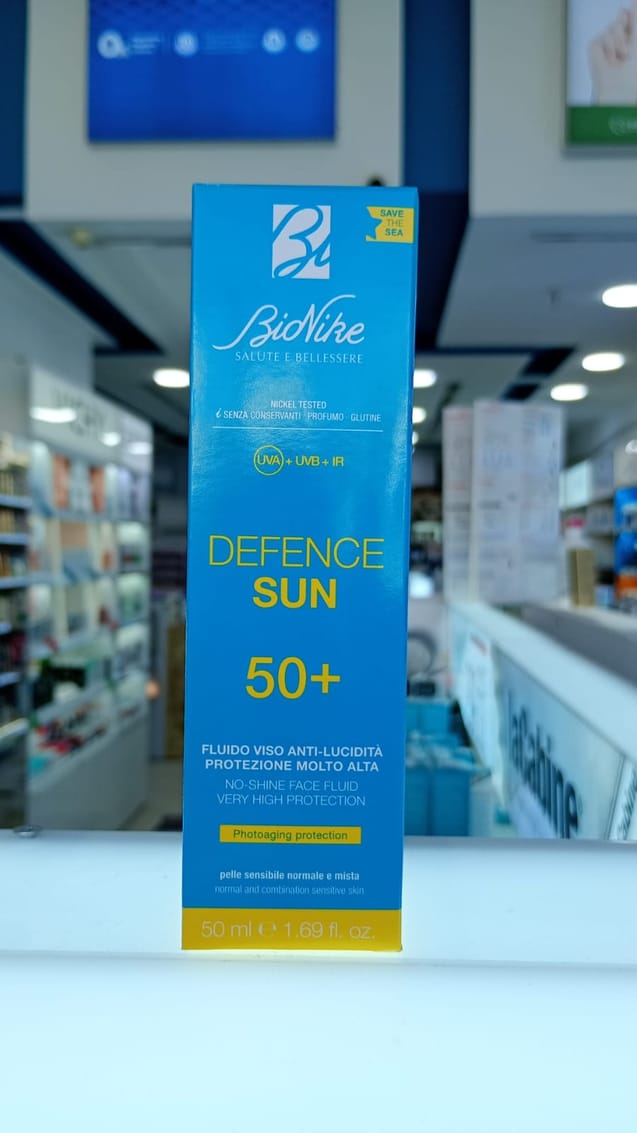 SAVE
THE
SEA
BioNike
SALUTE E BELLESSERE
NICKEL TESTED
SENZA CONSERVANTI · PROFUMO · GLUTINE
UVA + UVB + IR
DEFENCE
SUN
50+
FLUIDO VISO ANTI-LUCIDITÀ
PROTEZIONE MOLTO ALTA
NO-SHINE FACE FLUID
VERY HIGH PROTECTION
Photoaging protection
pelle sensibile normale e mista
normal and combination sensitive skin
50 ml ℮ 1.69 fl. oz.
VICHY
laCabine